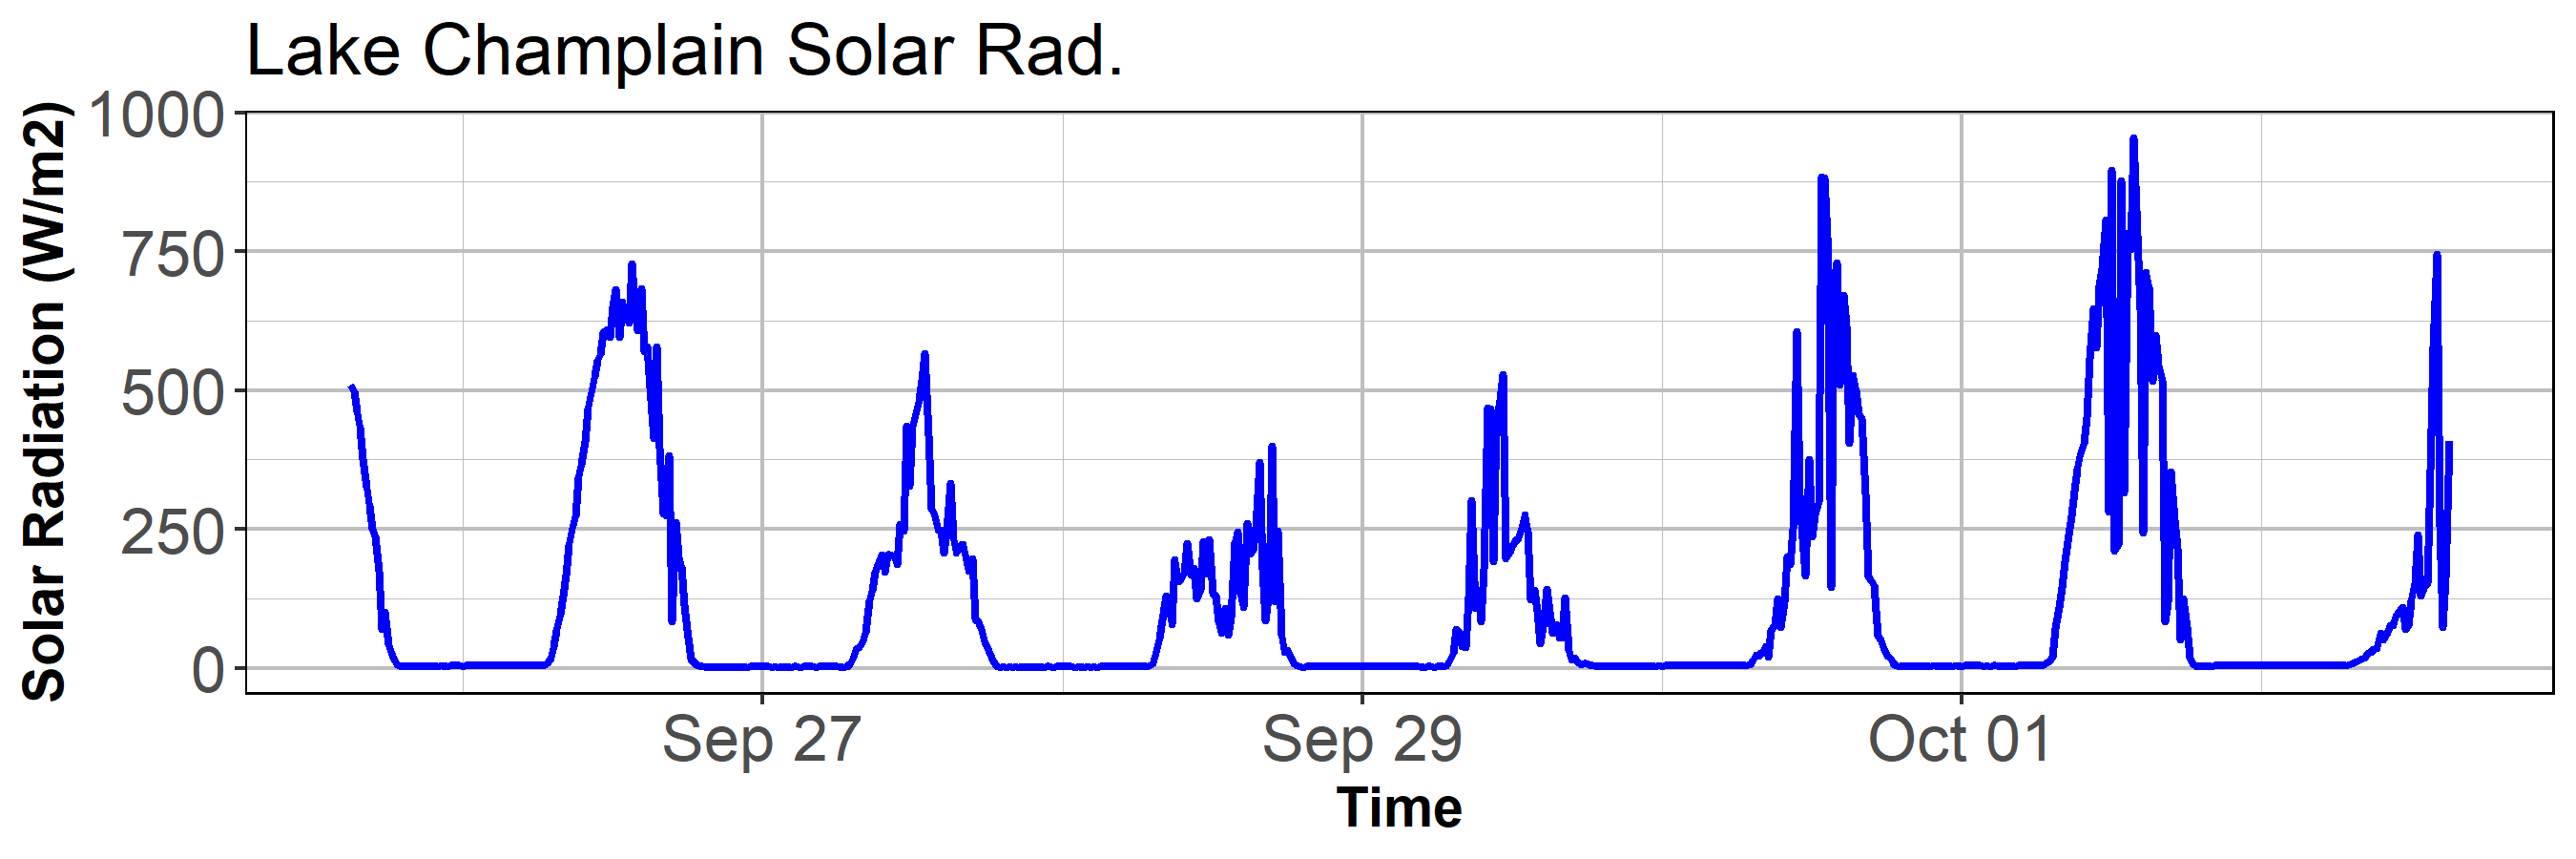 Lake Champlain Solar Rad.
Solar Radiation (W/m2)
1000
750
500
250
0
Sep 27
Sep 29
Oct 01
Time